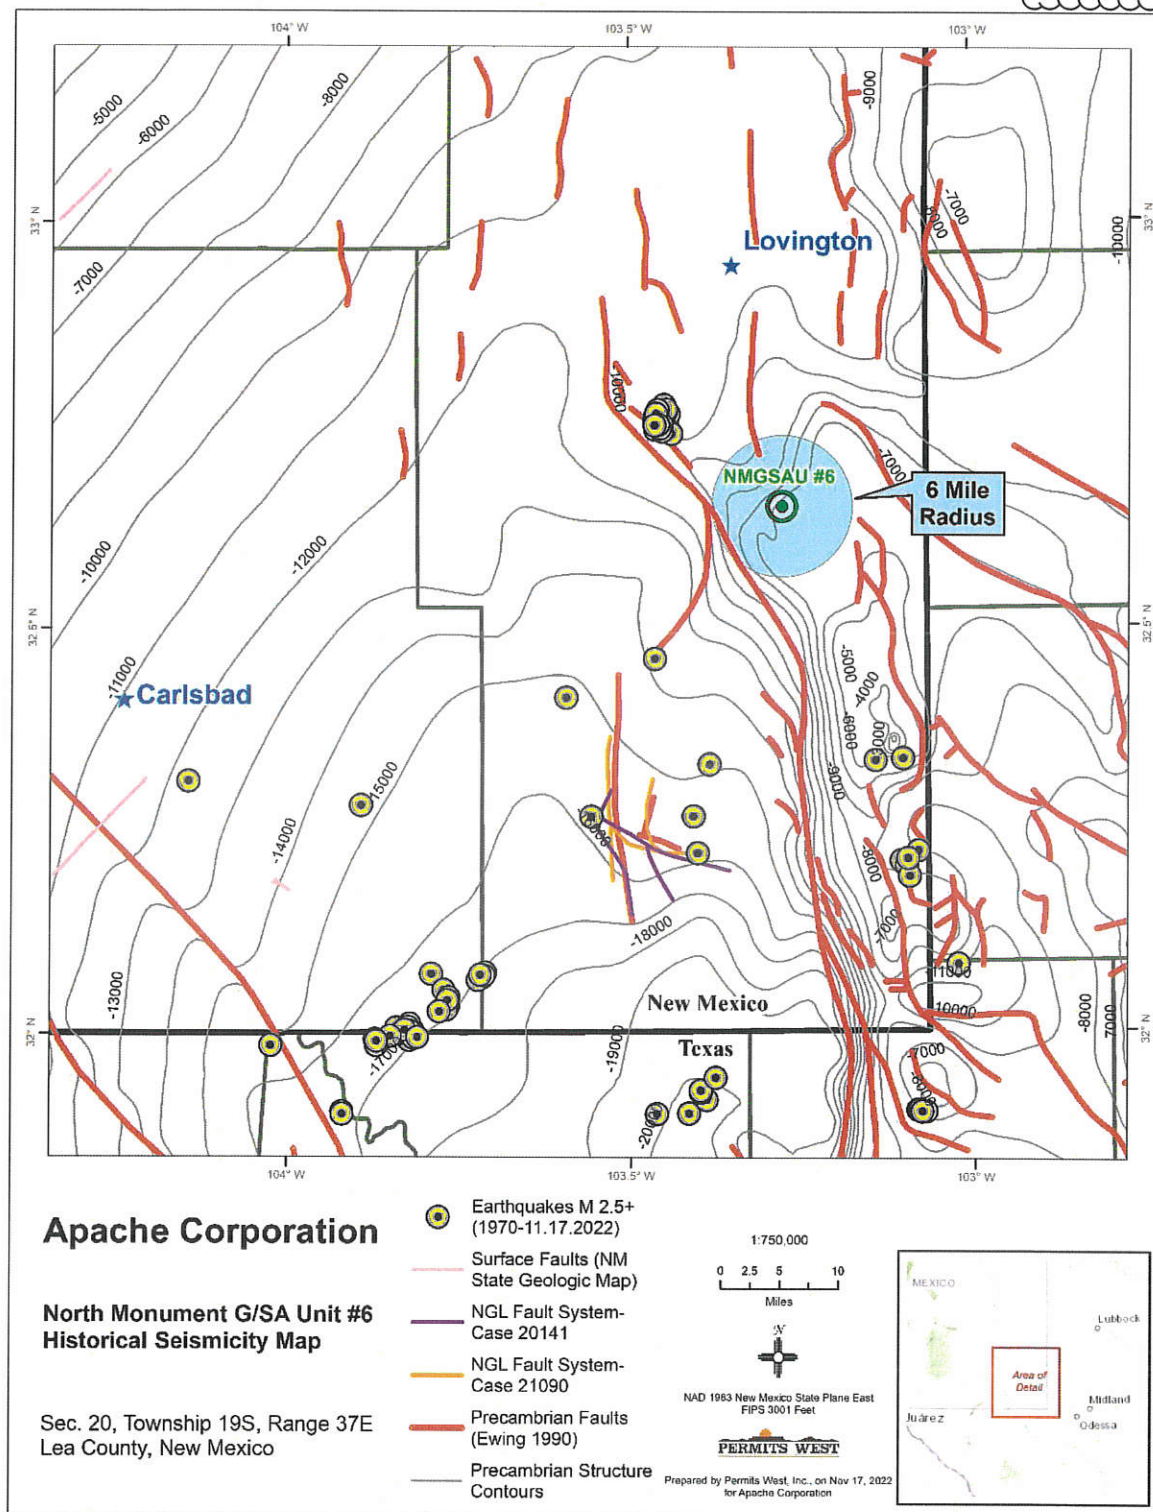 104° W
103.5° W
103° W
-5000
-6000
-8000
-9000
-7000
-7000
33° N
33° N
-10000
Lovington
-10000
-7000
NMGSAU #6
6 Mile
Radius
-10000
-12000
32.5° N
32.5° N
-11000
Carlsbad
-5000
-4000
-6000
-9000
-15000
-14000
-8000
-7000
-18000
-13000
-11000
-10000
New Mexico
-8000
7000
32° N
32° N
-19000
Texas
-7000
104° W
103.5° W
103° W
Apache Corporation
North Monument G/SA Unit #6
Historical Seismicity Map
Sec. 20, Township 19S, Range 37E
Lea County, New Mexico
Earthquakes M 2.5+
(1970-11.17.2022)
Surface Faults (NM
State Geologic Map)
NGL Fault System-
Case 20141
NGL Fault System-
Case 21090
Precambrian Faults
(Ewing 1990)
Precambrian Structure
Contours
1:750,000
0 2.5 5 10
Miles
N
NAD 1983 New Mexico State Plane East
FIPS 3001 Feet
PERMITS WEST
Prepared by Permits West, Inc., on Nov 17, 2022
for Apache Corporation
MEXICO
Lubbock
Area of
Detail
Midland
Odessa
Juárez